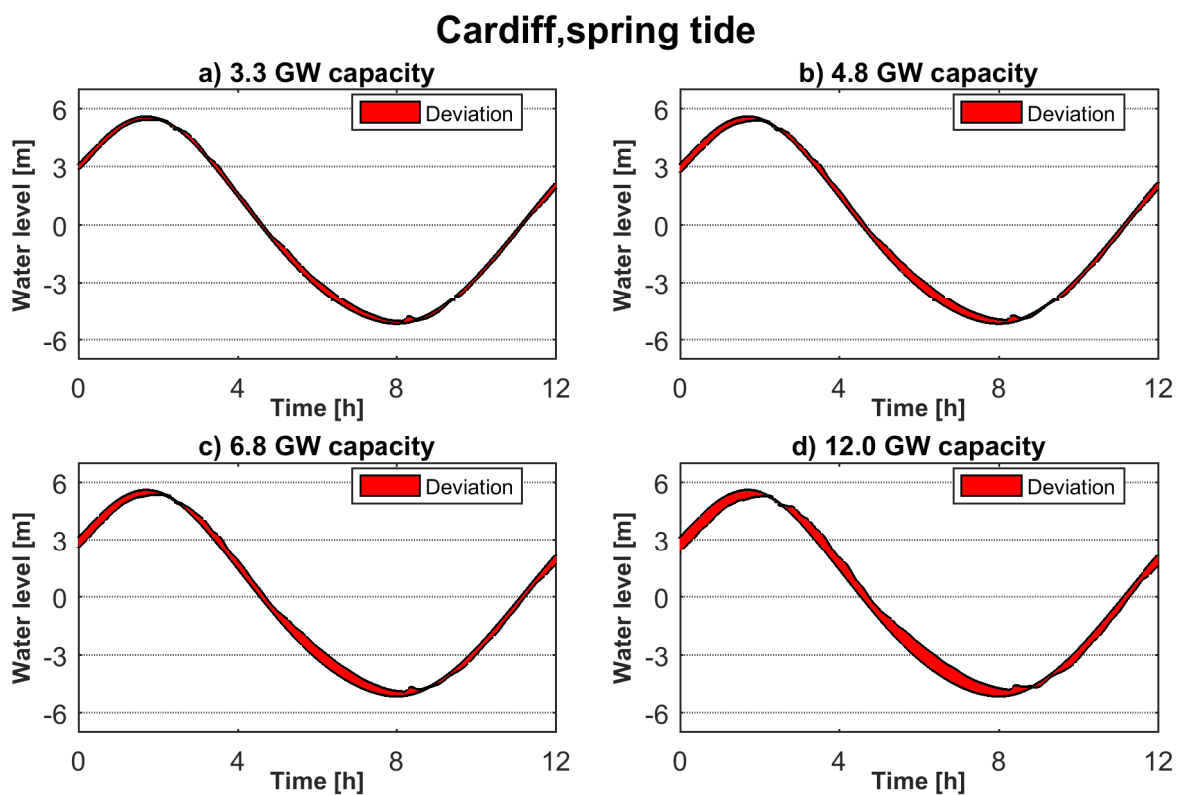 Cardiff,spring tide
a) 3.3 GW capacity
Deviation
6
3
0
-3
-6
Water level [m]
0 4 8 12
Time [h]
b) 4.8 GW capacity
Deviation
6
3
0
-3
-6
Water level [m]
0 4 8 12
Time [h]
c) 6.8 GW capacity
Deviation
6
3
0
-3
-6
Water level [m]
0 4 8 12
Time [h]
d) 12.0 GW capacity
Deviation
6
3
0
-3
-6
Water level [m]
0 4 8 12
Time [h]